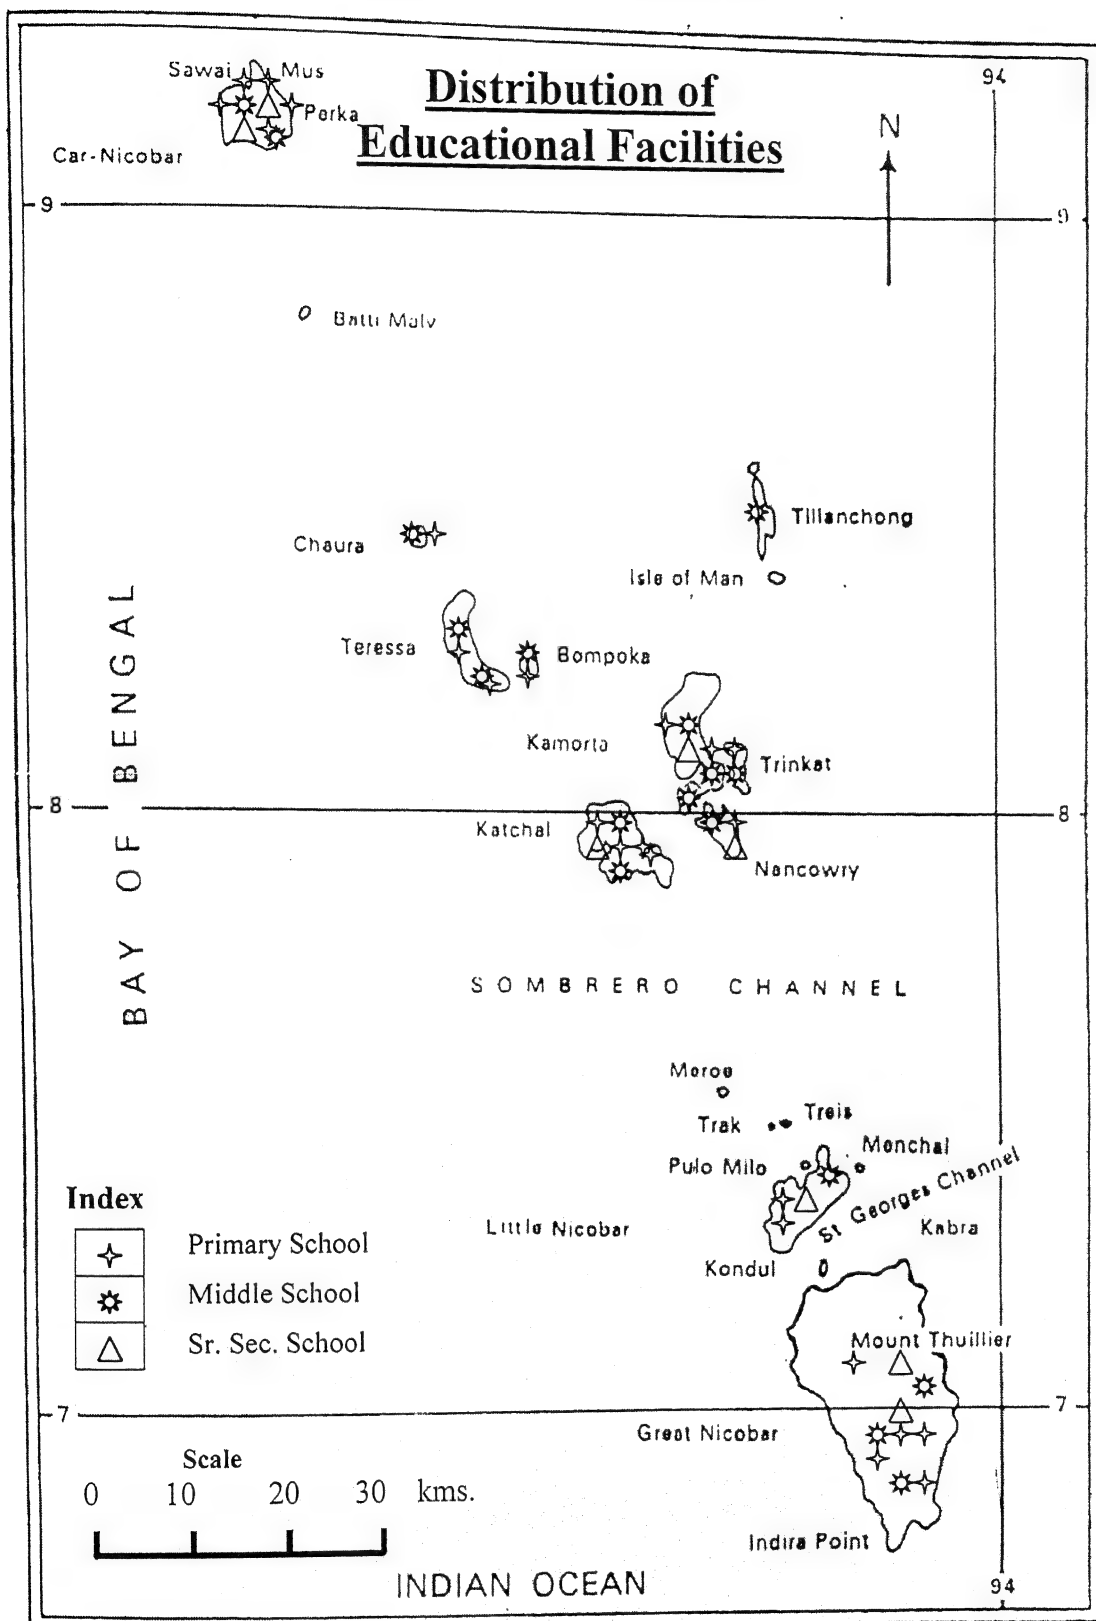 Distribution of
Educational Facilities
94
Sawai
Mus
Perka
Car-Nicobar
N
9
9
Batti Malv
Tillanchong
Chaura
Isle of Man
Teressa
Bompoka
BAY OF BENGAL
Kamorta
Trinkat
8
8
Katchal
Nancowry
SOMBRERO CHANNEL
Meroe
Trak
Treis
Menchal
Pulo Milo
St Georges Channel
Little Nicobar
Kabra
Kondul
Index
Primary School
Middle School
Sr. Sec. School
Mount Thuillier
7
7
Great Nicobar
Scale
0 10 20 30 kms.
Indira Point
INDIAN OCEAN
94